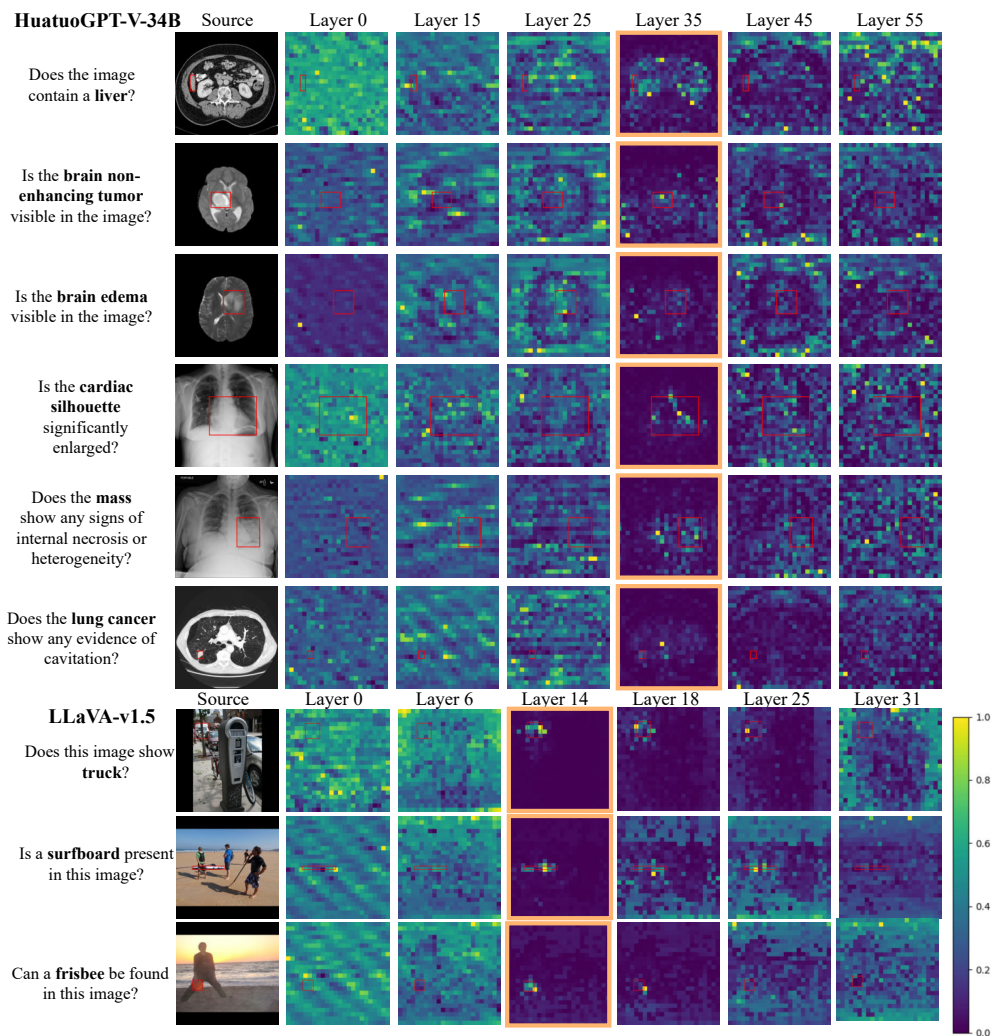 HuatuoGPT-V-34B Source Layer 0 Layer 15 Layer 25 Layer 35 Layer 45 Layer 55
Does the image
contain a liver?
Is the brain non-
enhancing tumor
visible in the image?
Is the brain edema
visible in the image?
Is the cardiac
silhouette
significantly
enlarged?
Does the mass
show any signs of
internal necrosis or
heterogeneity?
Does the lung cancer
show any evidence of
cavitation?
LLaVA-v1.5 Source Layer 0 Layer 6 Layer 14 Layer 18 Layer 25 Layer 31
Does this image show
truck?
Is a surfboard present
in this image?
Can a frisbee be found
in this image?
1.0
0.8
0.6
0.4
0.2
0.0